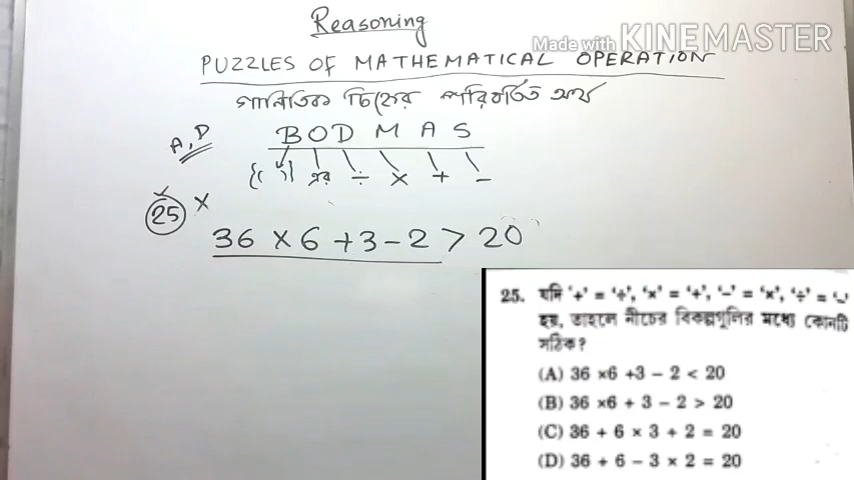 Reasoning
Made with KINEMASTER
PUZZLES OF MATHEMATICAL OPERATION
গানিতিক চিহ্নের পরিবর্তিত অর্থ
A, D
B O D M A S
{( )} এর ÷ × + -
25 ×
36 × 6 + 3 - 2 > 20
25. যদি '+' = '÷', '×' = '+', '-' = '×', '÷' = '-'
হয়, তাহলে নীচের বিকল্পগুলির মধ্যে কোনটি
সঠিক?
(A) 36 ×6 +3 - 2 < 20
(B) 36 ×6 + 3 - 2 > 20
(C) 36 + 6 × 3 + 2 = 20
(D) 36 + 6 - 3 × 2 = 20